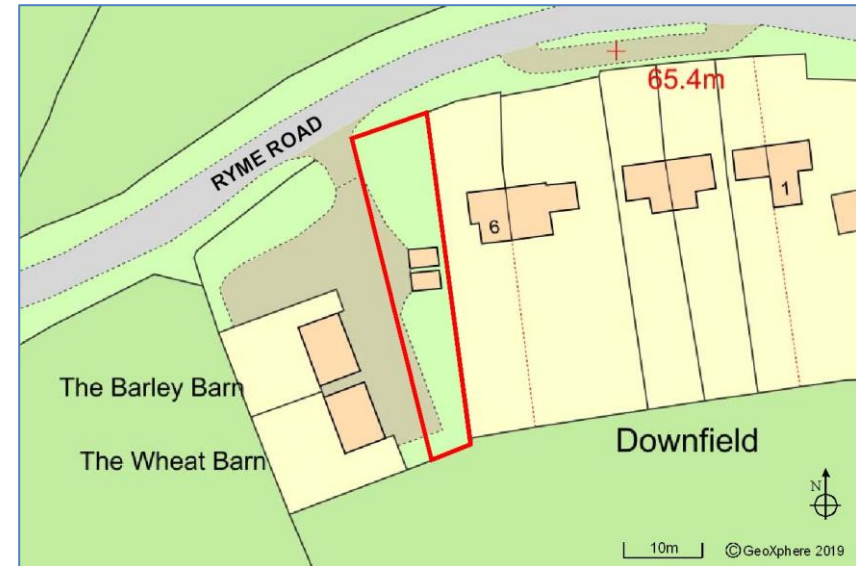 65.4m
RYME ROAD
1
6
The Barley Barn
The Wheat Barn
Downfield
N
10m
©GeoXphere 2019